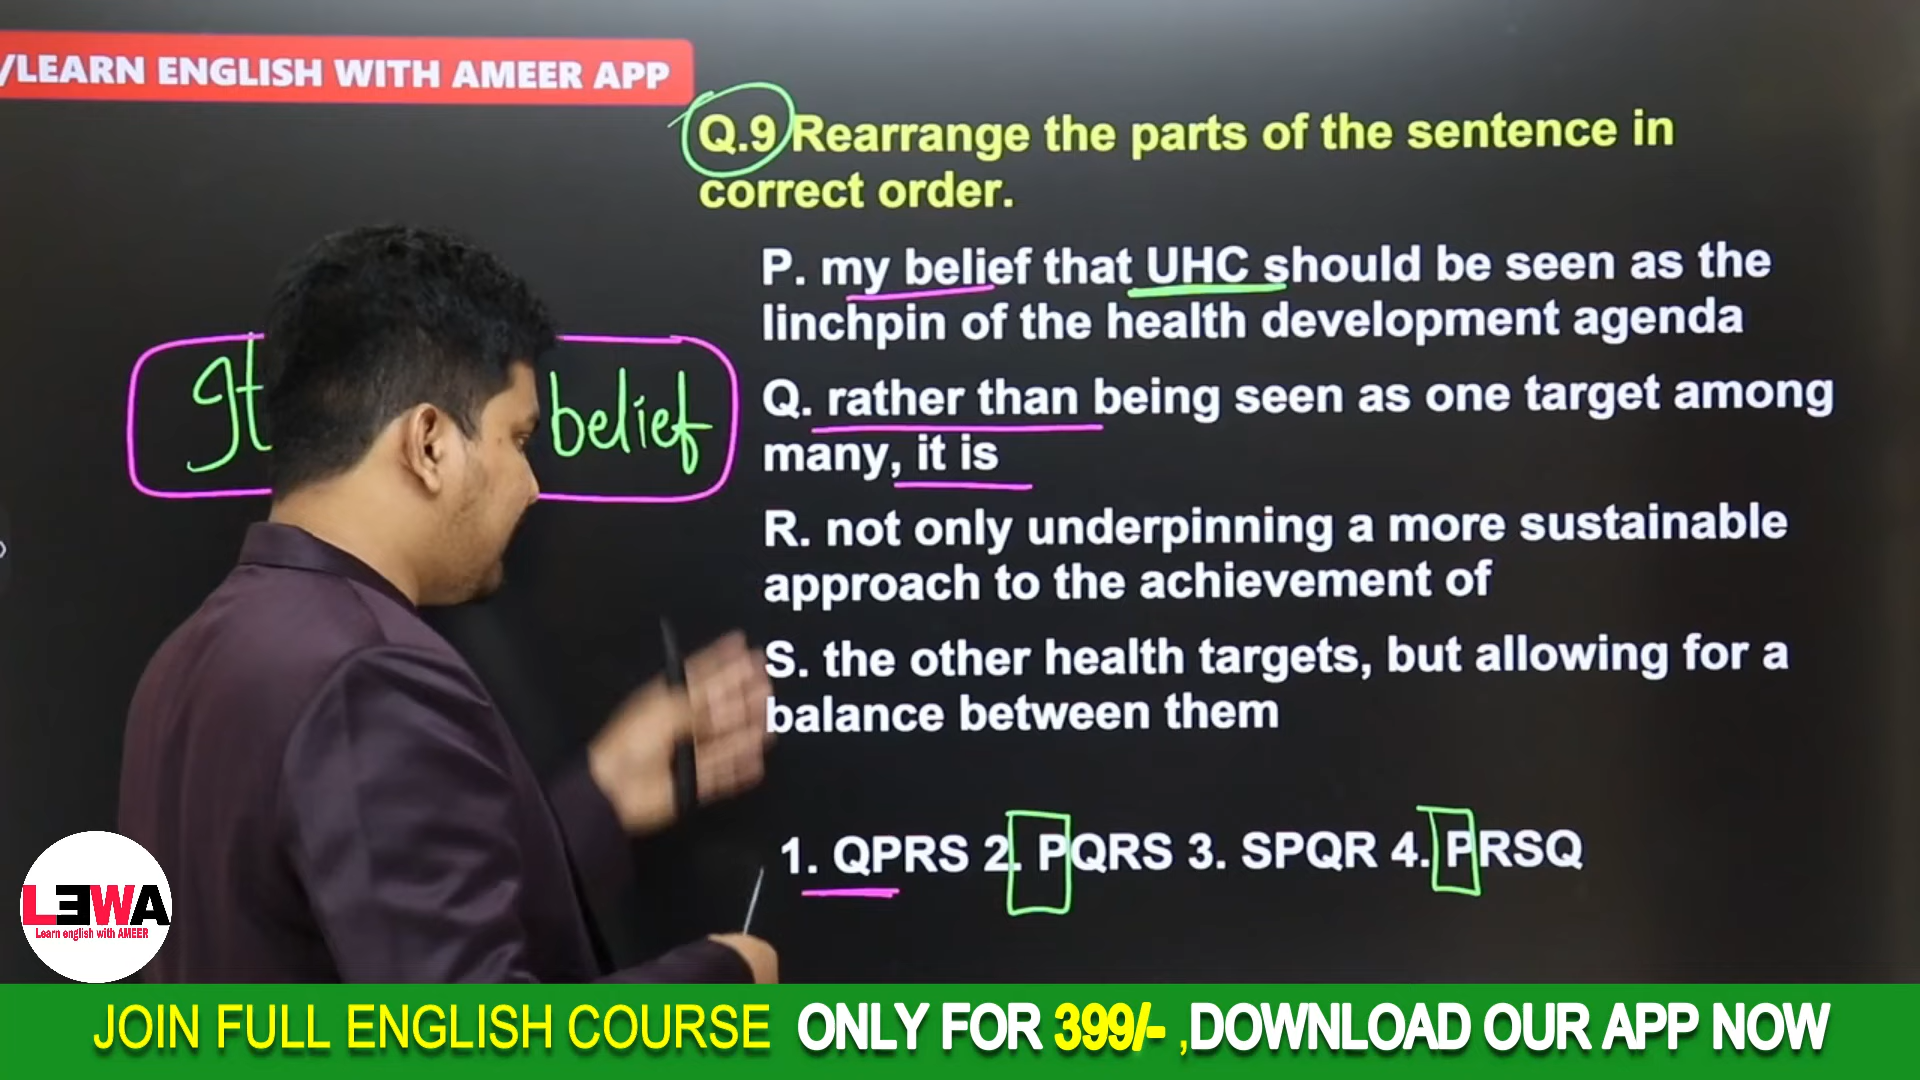 /LEARN ENGLISH WITH AMEER APP
Q.9 Rearrange the parts of the sentence in
correct order.
P. my belief that UHC should be seen as the
linchpin of the health development agenda
It belief
Q. rather than being seen as one target among
many, it is
R. not only underpinning a more sustainable
approach to the achievement of
S. the other health targets, but allowing for a
balance between them
1. QPRS 2. PQRS 3. SPQR 4. PRSQ
LEWA
Learn english with AMEER
JOIN FULL ENGLISH COURSE ONLY FOR 399/- ,DOWNLOAD OUR APP NOW